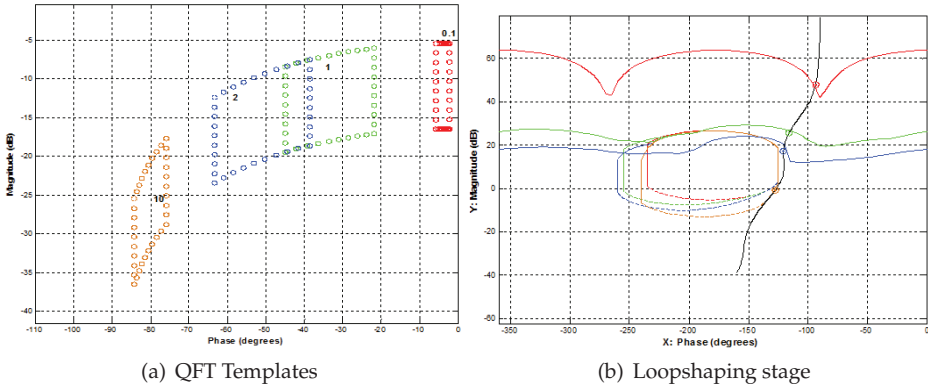 0.1
1
2
10
-5
-10
-15
-20
-25
-30
-35
-40
Magnitude (dB)
-110 -100 -90 -80 -70 -60 -50 -40 -30 -20 -10 0
Phase (degrees)
(a) QFT Templates
60
40
20
0
-20
-40
-60
Y: Magnitude (dB)
-350 -300 -250 -200 -150 -100 -50 0
X: Phase (degrees)
(b) Loopshaping stage